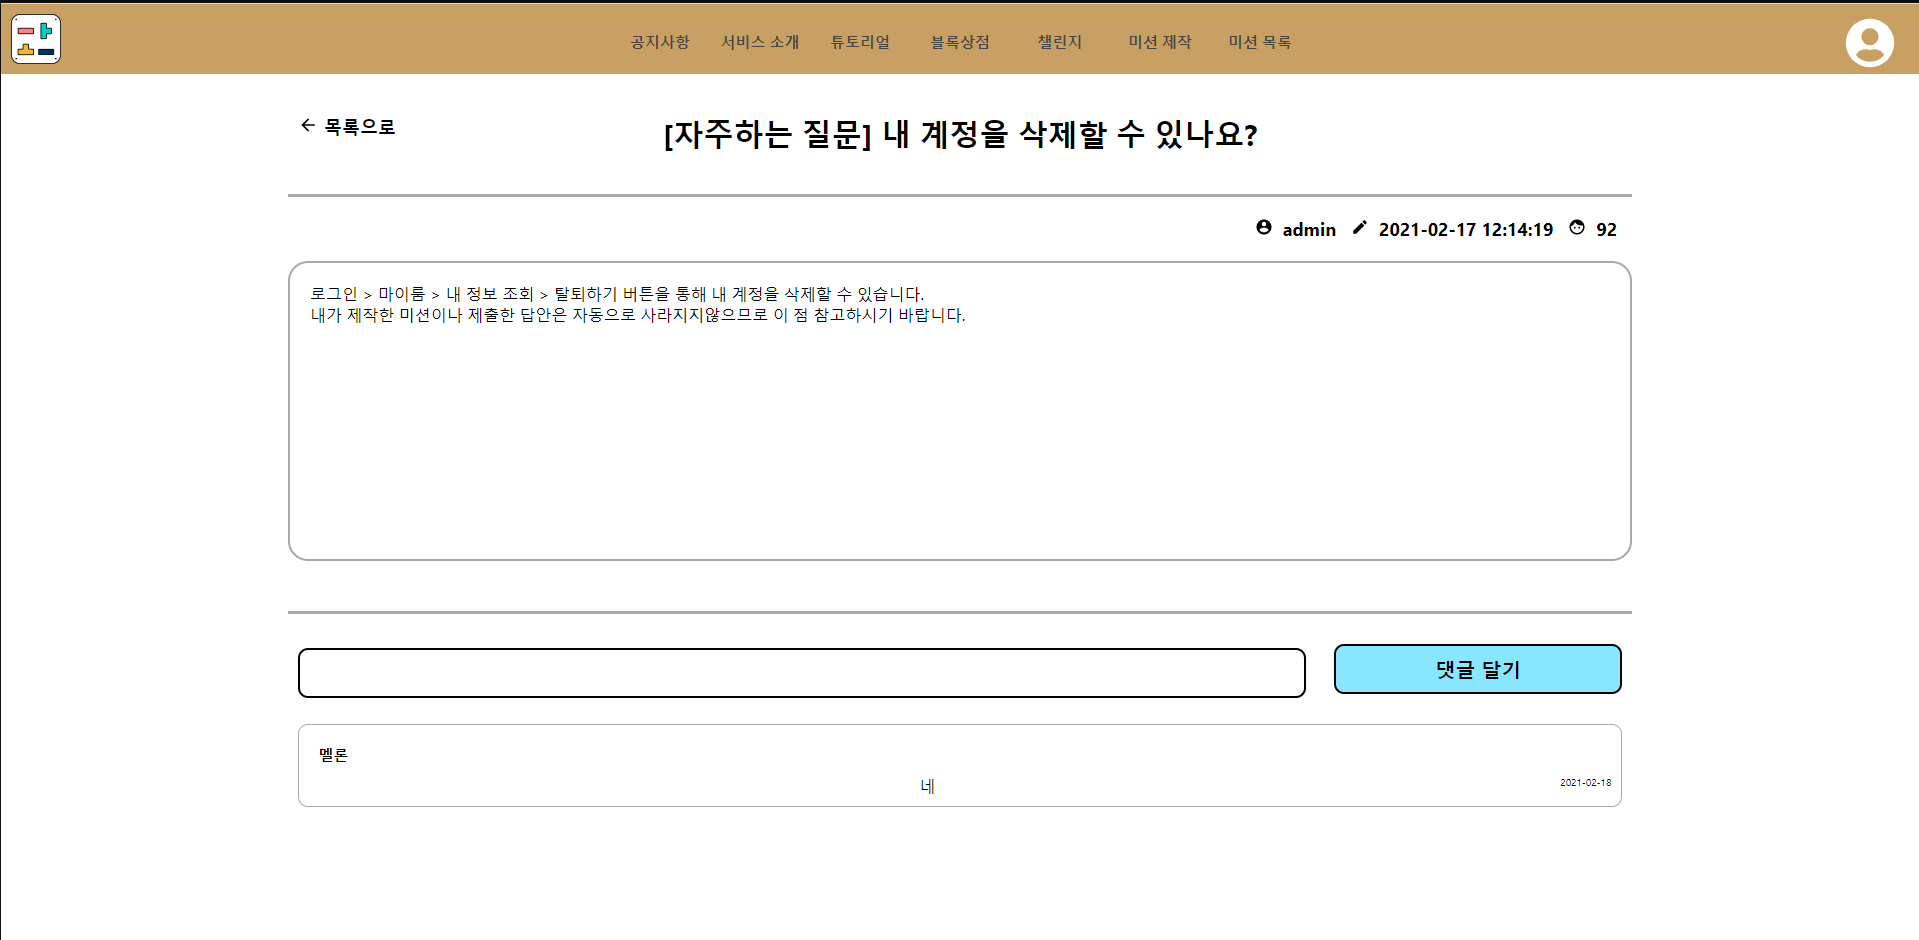 공지사항 서비스 소개 튜토리얼 블록상점 챌린지 미션 제작 미션 목록
목록으로
[자주하는 질문] 내 계정을 삭제할 수 있나요?
admin 2021-02-17 12:14:19 92
로그인 > 마이룸 > 내 정보 조회 > 탈퇴하기 버튼을 통해 내 계정을 삭제할 수 있습니다.
내가 제작한 미션이나 제출한 답안은 자동으로 사라지지않으므로 이 점 참고하시기 바랍니다.
댓글 달기
멜론
네
2021-02-18